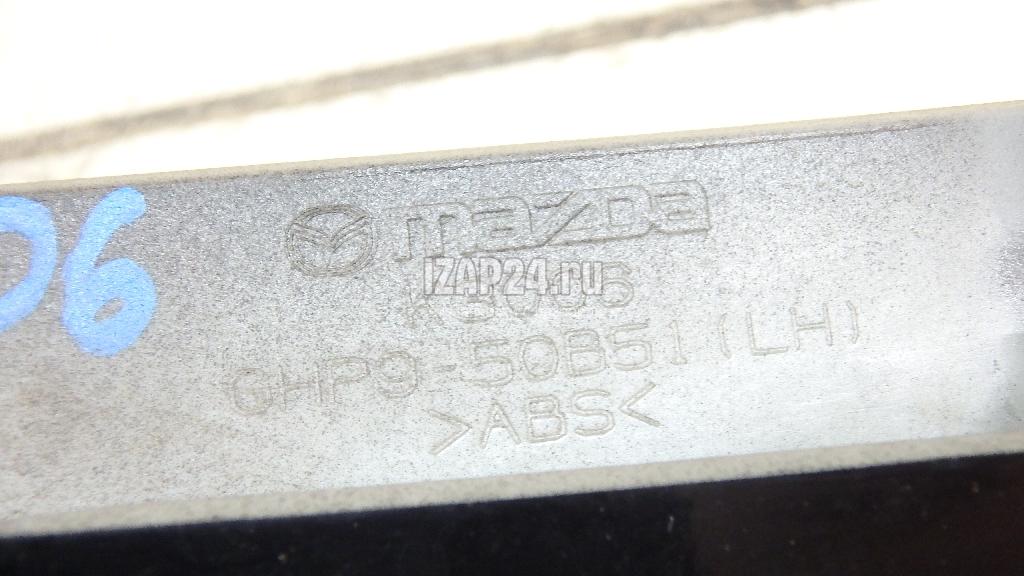 06
mazda
IZAP24.ru
GHP9-50B51(LH)
>ABS<